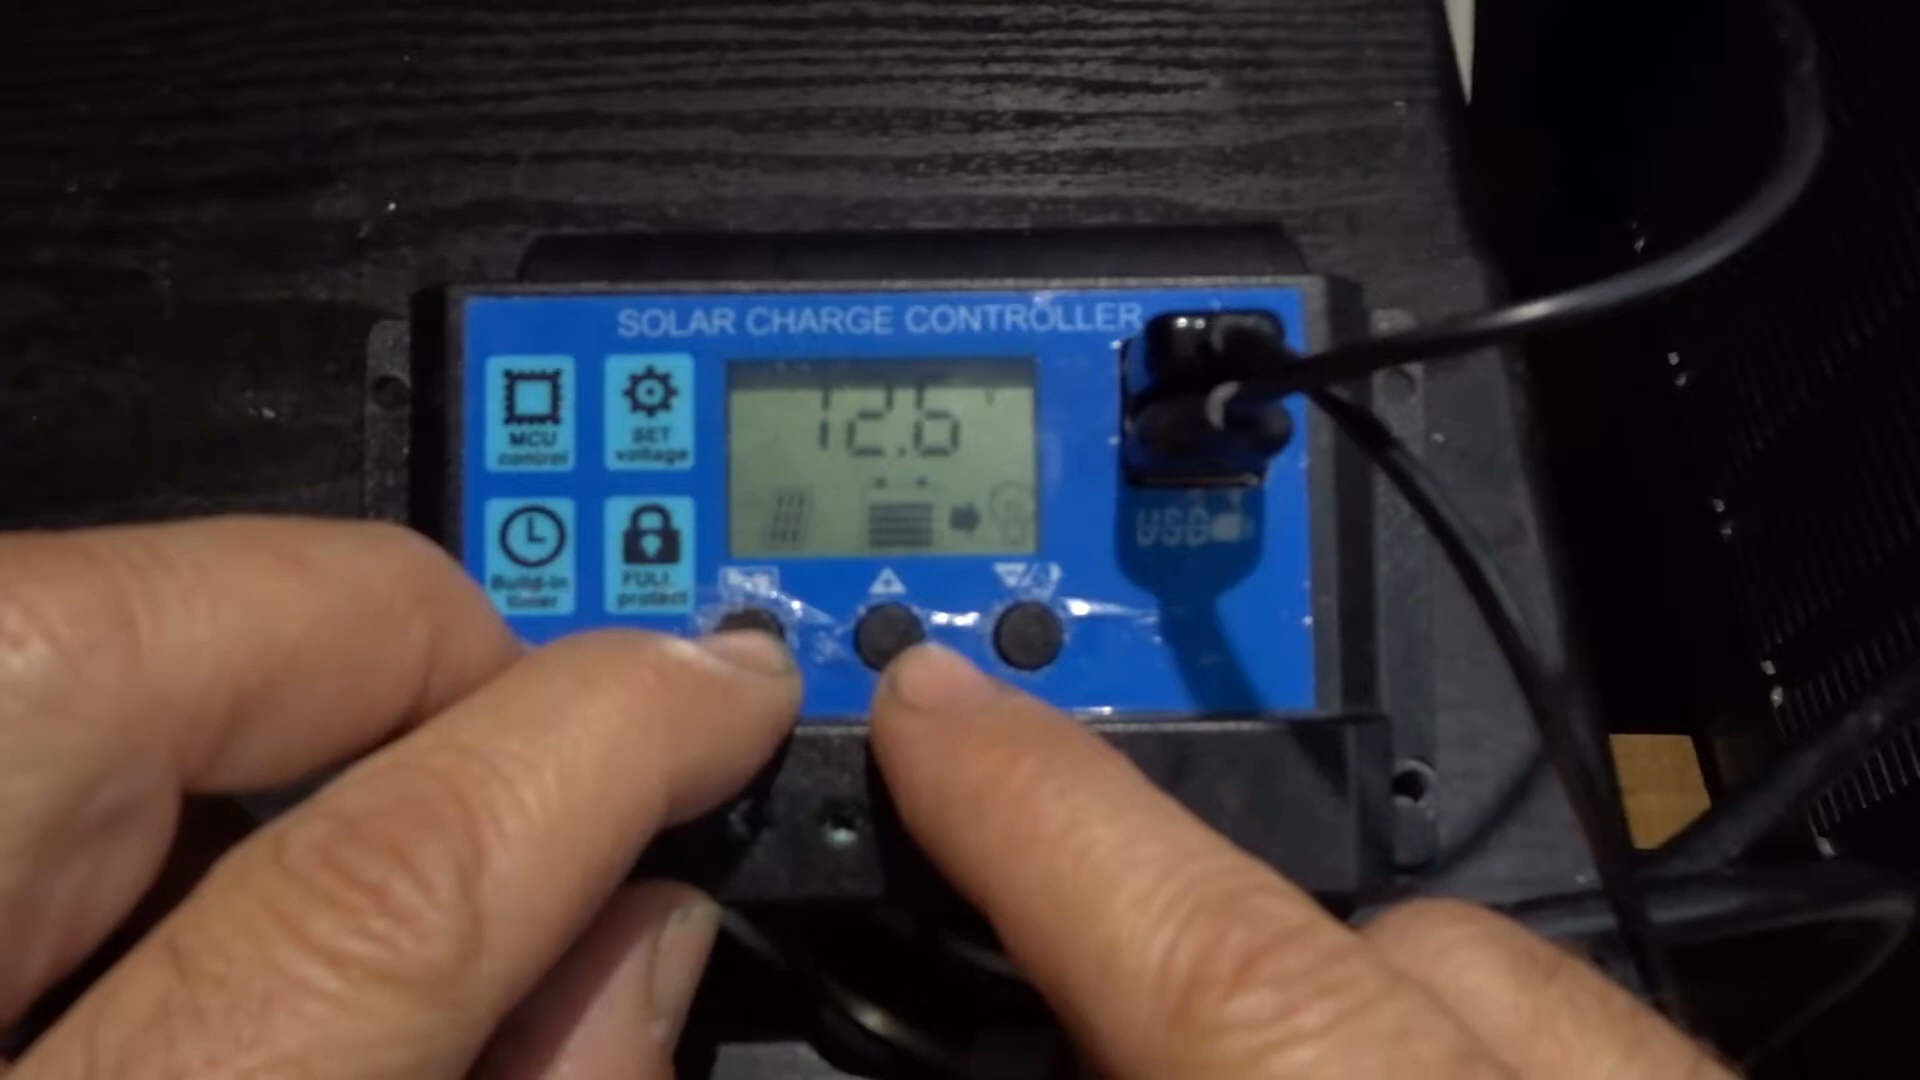 SOLAR CHARGE CONTROLLER
MCU
control
SET
voltage
12.6 V
Build-in
timer
FULL
protect
USB